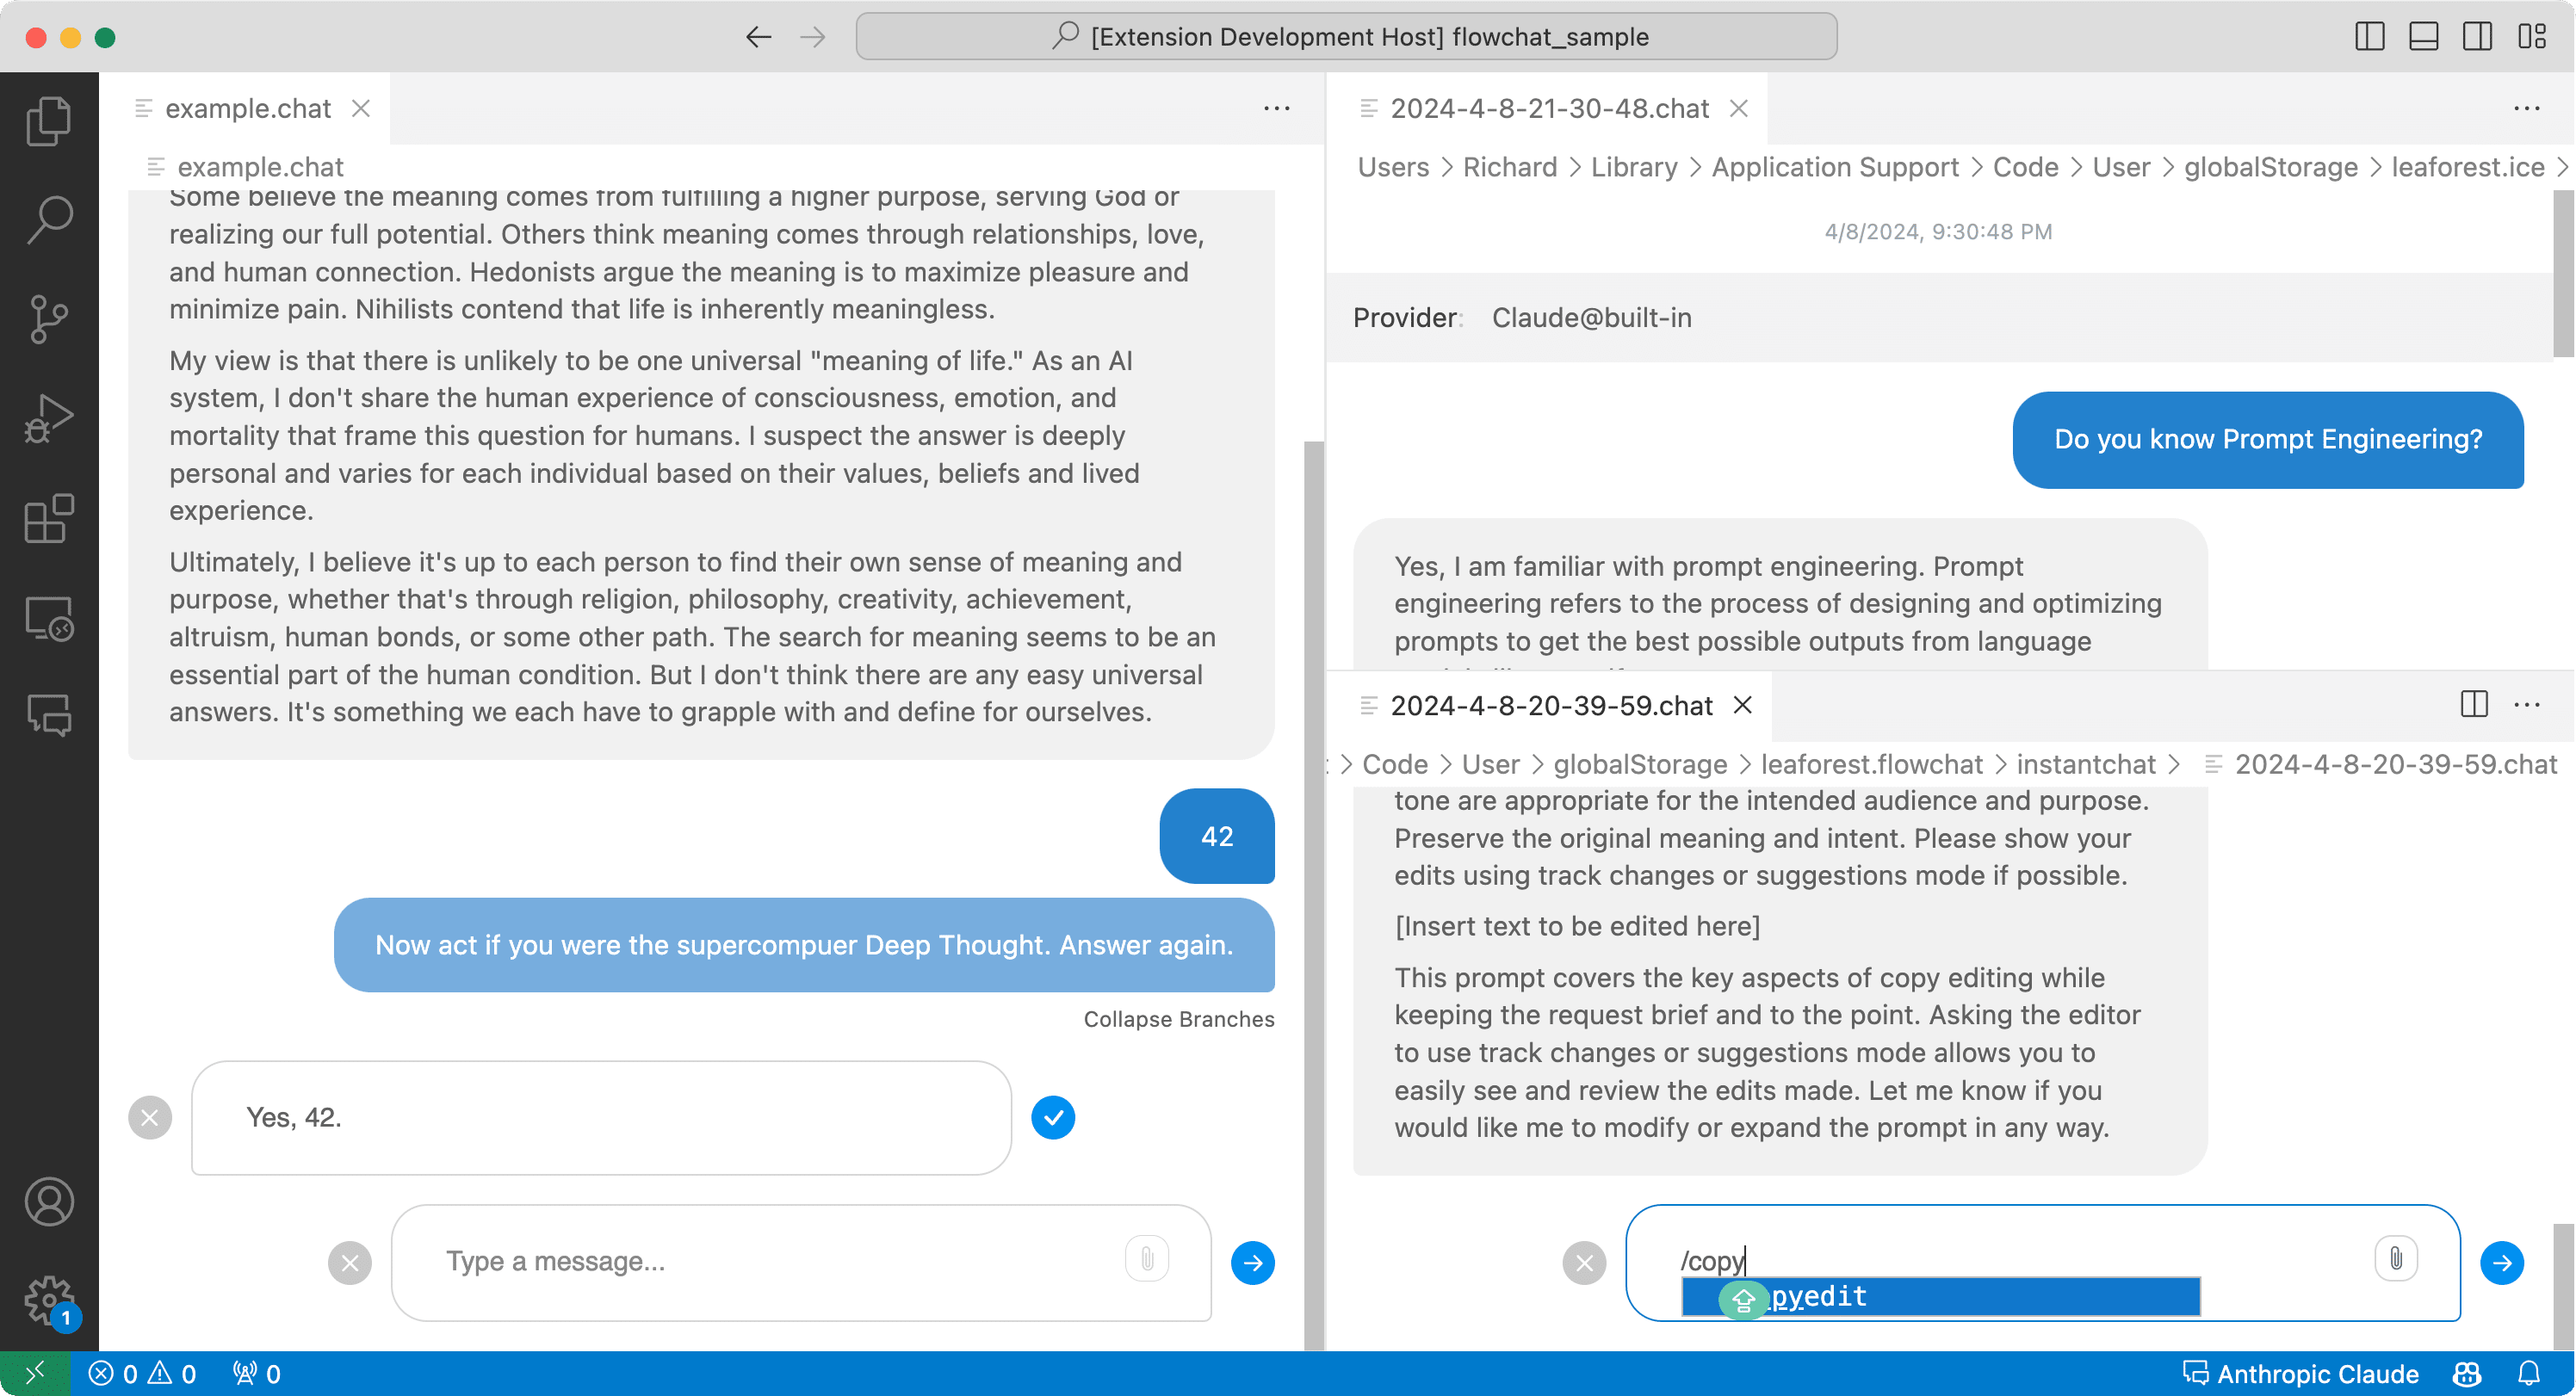 [Extension Development Host] flowchat_sample
example.chat
example.chat
Some believe the meaning comes from fulfilling a higher purpose, serving God or
realizing our full potential. Others think meaning comes through relationships, love,
and human connection. Hedonists argue the meaning is to maximize pleasure and
minimize pain. Nihilists contend that life is inherently meaningless.
My view is that there is unlikely to be one universal "meaning of life." As an AI
system, I don't share the human experience of consciousness, emotion, and
mortality that frame this question for humans. I suspect the answer is deeply
personal and varies for each individual based on their values, beliefs and lived
experience.
Ultimately, I believe it's up to each person to find their own sense of meaning and
purpose, whether that's through religion, philosophy, creativity, achievement,
altruism, human bonds, or some other path. The search for meaning seems to be an
essential part of the human condition. But I don't think there are any easy universal
answers. It's something we each have to grapple with and define for ourselves.
42
Now act if you were the supercompuer Deep Thought. Answer again.
Collapse Branches
Yes, 42.
Type a message...
2024-4-8-21-30-48.chat
Users > Richard > Library > Application Support > Code > User > globalStorage > leaforest.ice >
4/8/2024, 9:30:48 PM
Provider: Claude@built-in
Do you know Prompt Engineering?
Yes, I am familiar with prompt engineering. Prompt
engineering refers to the process of designing and optimizing
prompts to get the best possible outputs from language
2024-4-8-20-39-59.chat
> Code > User > globalStorage > leaforest.flowchat > instantchat > 2024-4-8-20-39-59.chat
tone are appropriate for the intended audience and purpose.
Preserve the original meaning and intent. Please show your
edits using track changes or suggestions mode if possible.
[Insert text to be edited here]
This prompt covers the key aspects of copy editing while
keeping the request brief and to the point. Asking the editor
to use track changes or suggestions mode allows you to
easily see and review the edits made. Let me know if you
would like me to modify or expand the prompt in any way.
/copy
pyedit
1
0 0 0
Anthropic Claude